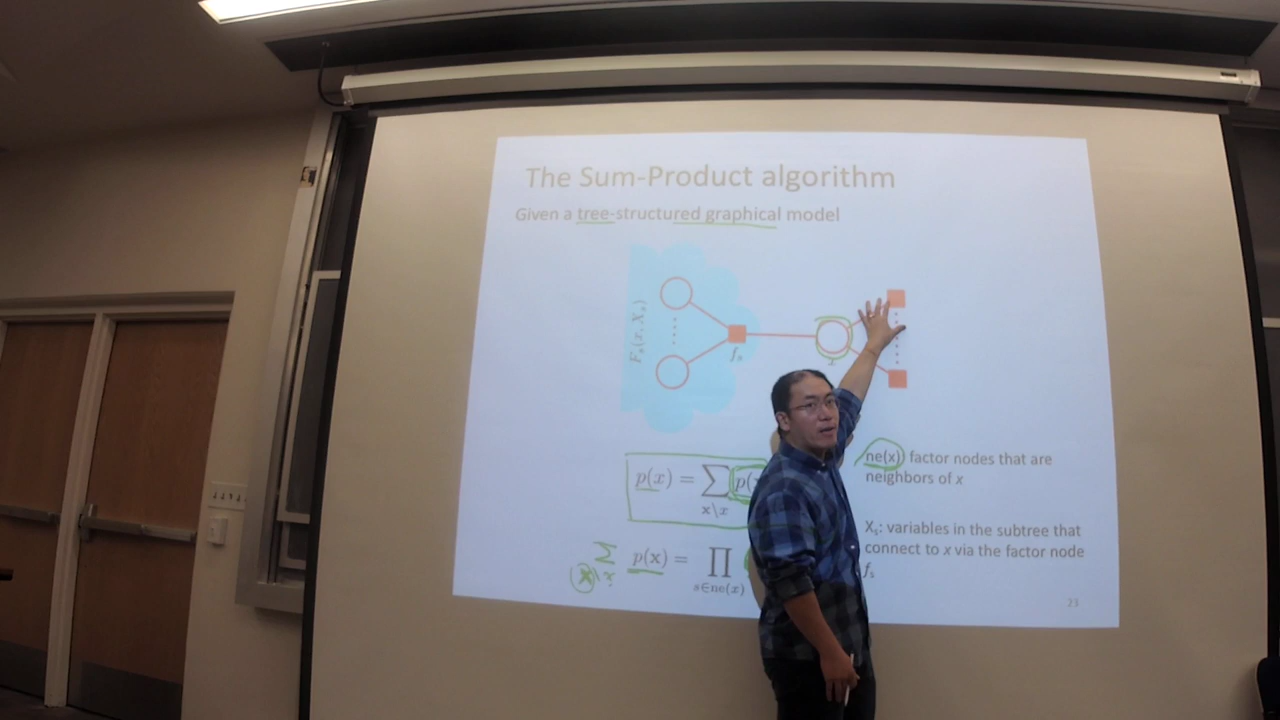 The Sum-Product algorithm
Given a tree-structured graphical model
F_s(x, X_s)
f_s
x
p(x) = ∑ p(
x\x
ne(x) factor nodes that are
neighbors of x
X_s: variables in the subtree that
connect to x via the factor node
f_s
∑ p(x) = ∏
x\x
s∈ne(x)
23